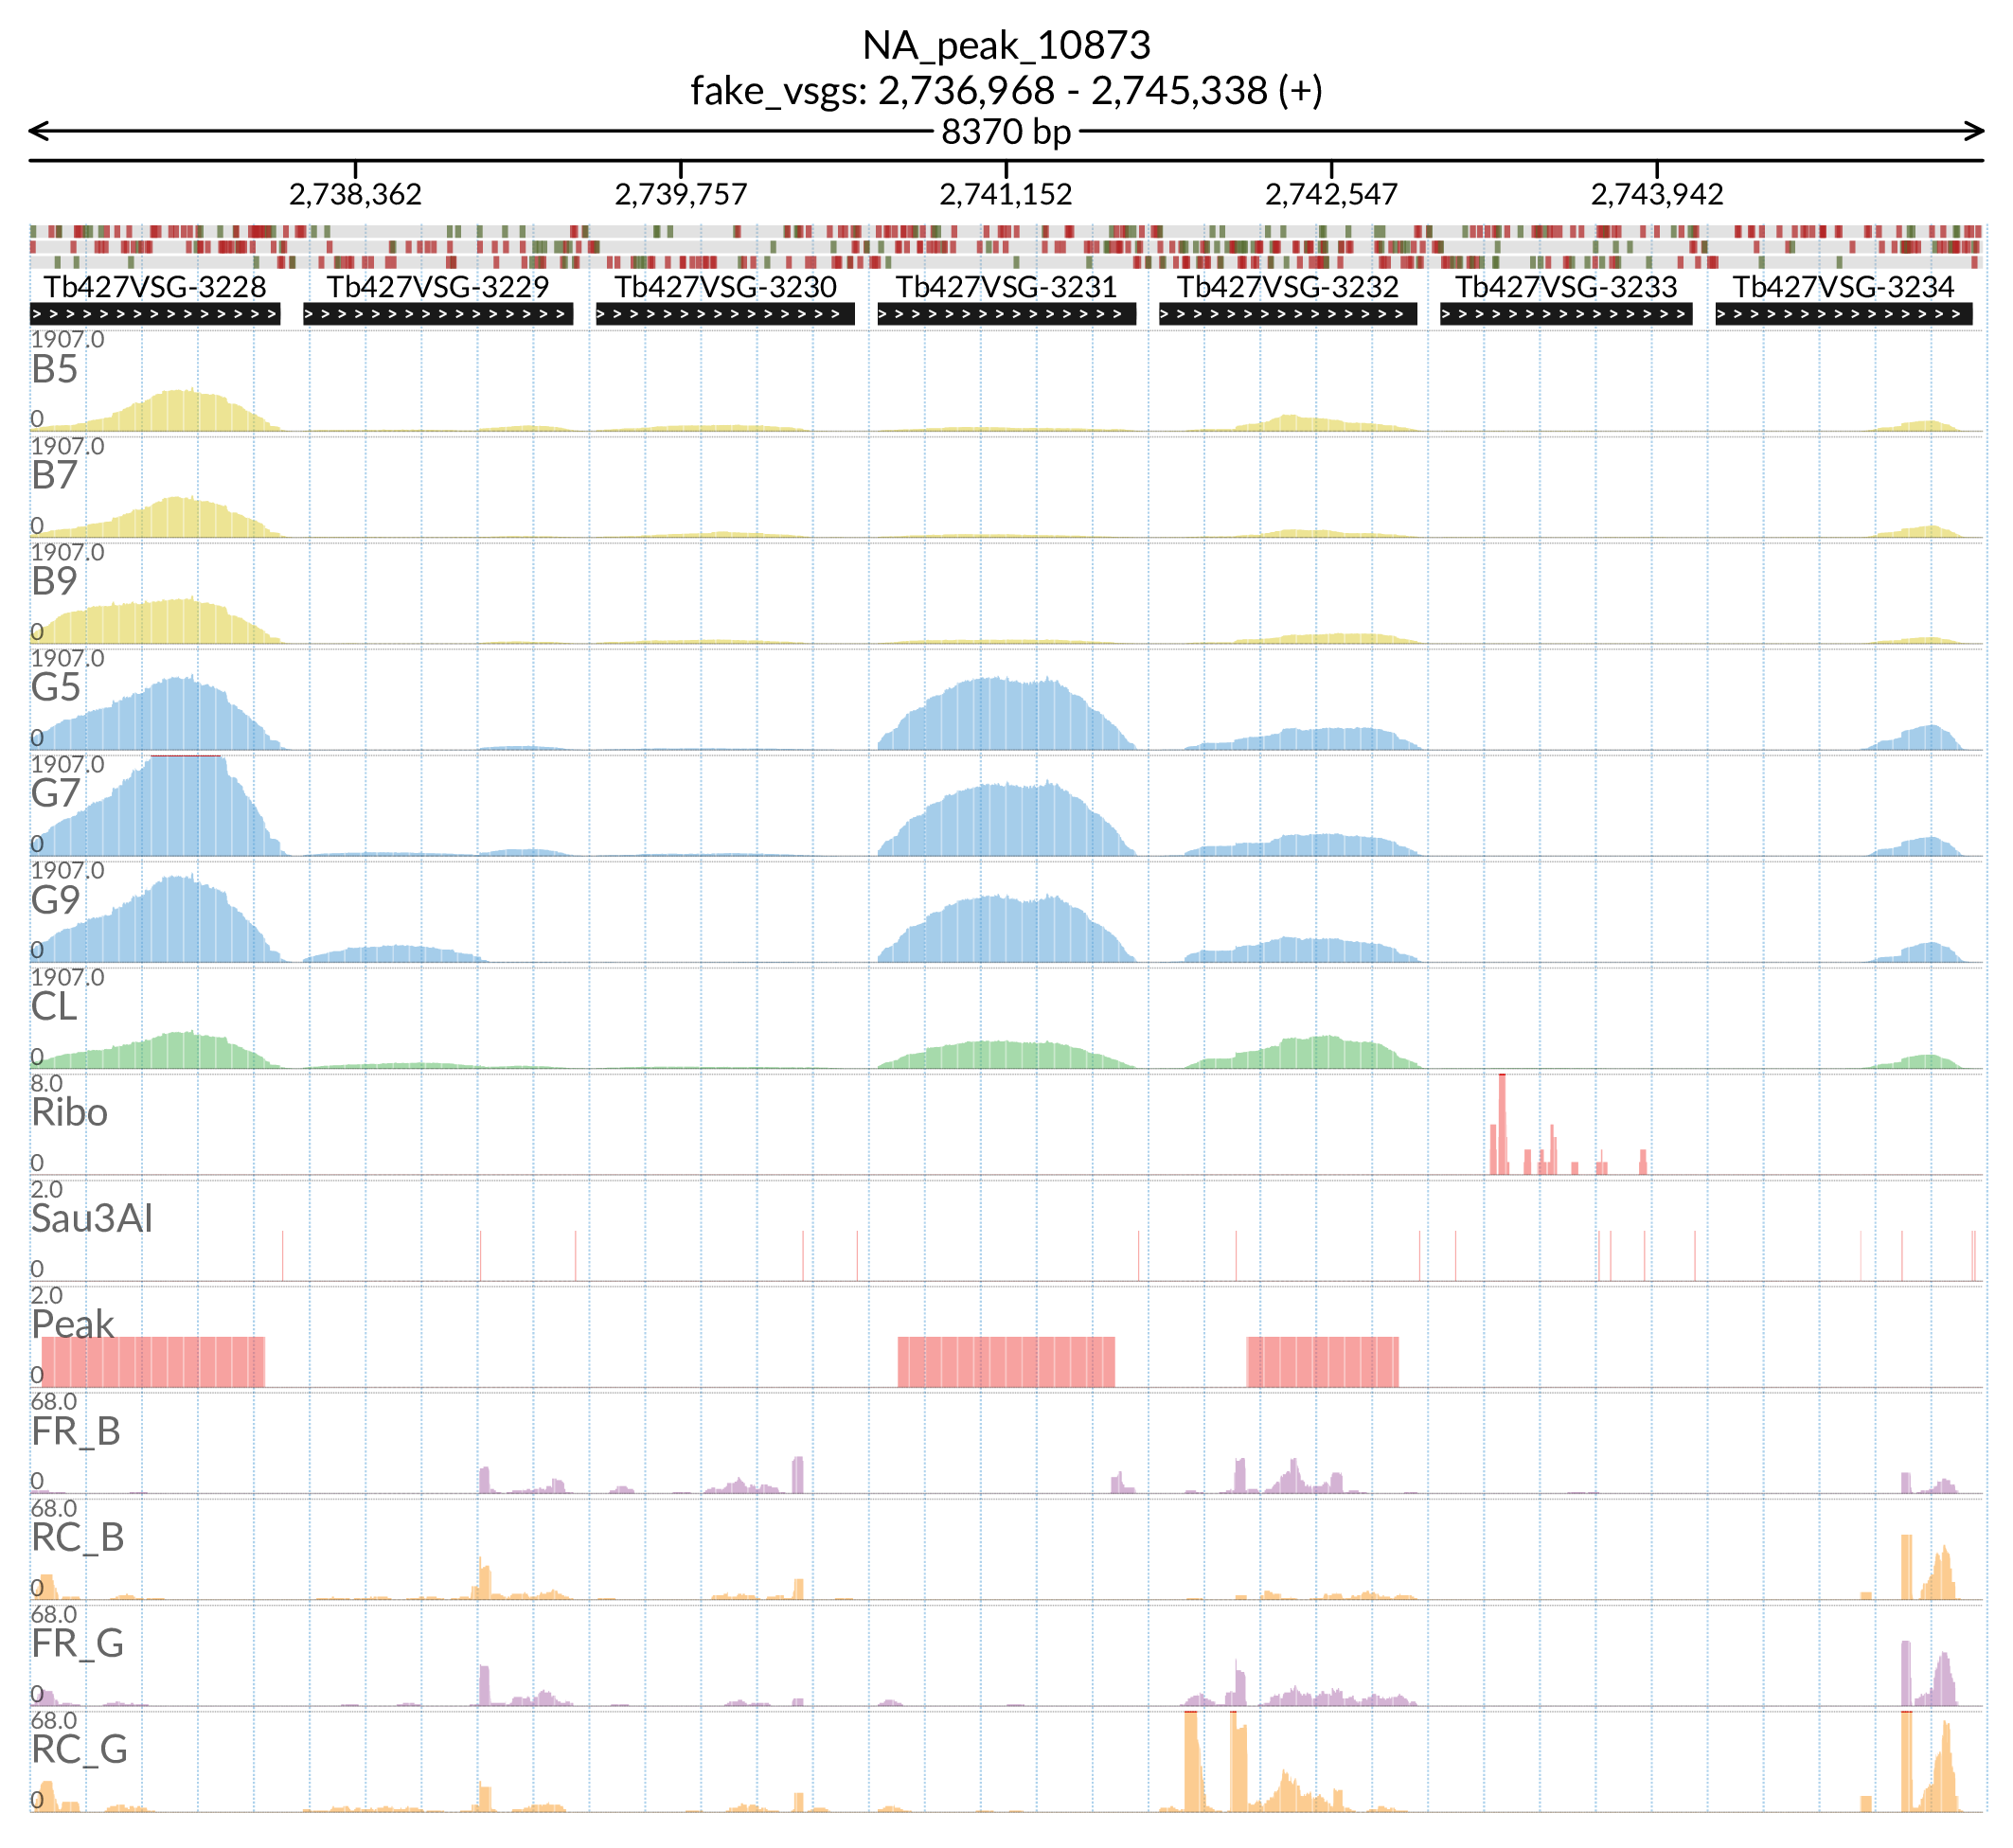 NA_peak_10873
fake_vsgs: 2,736,968 - 2,745,338 (+)
8370 bp
2,738,362 2,739,757 2,741,152 2,742,547 2,743,942
Tb427VSG-3228 Tb427VSG-3229 Tb427VSG-3230 Tb427VSG-3231 Tb427VSG-3232 Tb427VSG-3233 Tb427VSG-3234
1907.0
B5
0
1907.0
B7
0
1907.0
B9
0
1907.0
G5
0
1907.0
G7
0
1907.0
G9
0
1907.0
CL
0
8.0
Ribo
0
2.0
Sau3AI
0
2.0
Peak
0
68.0
FR_B
0
68.0
RC_B
0
68.0
FR_G
0
68.0
RC_G
0